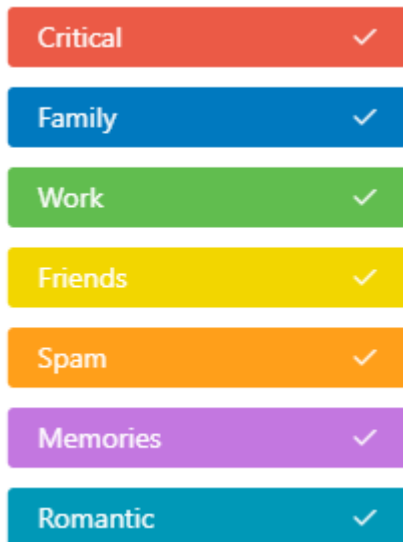 Critical
Family
Work
Friends
Spam
Memories
Romantic